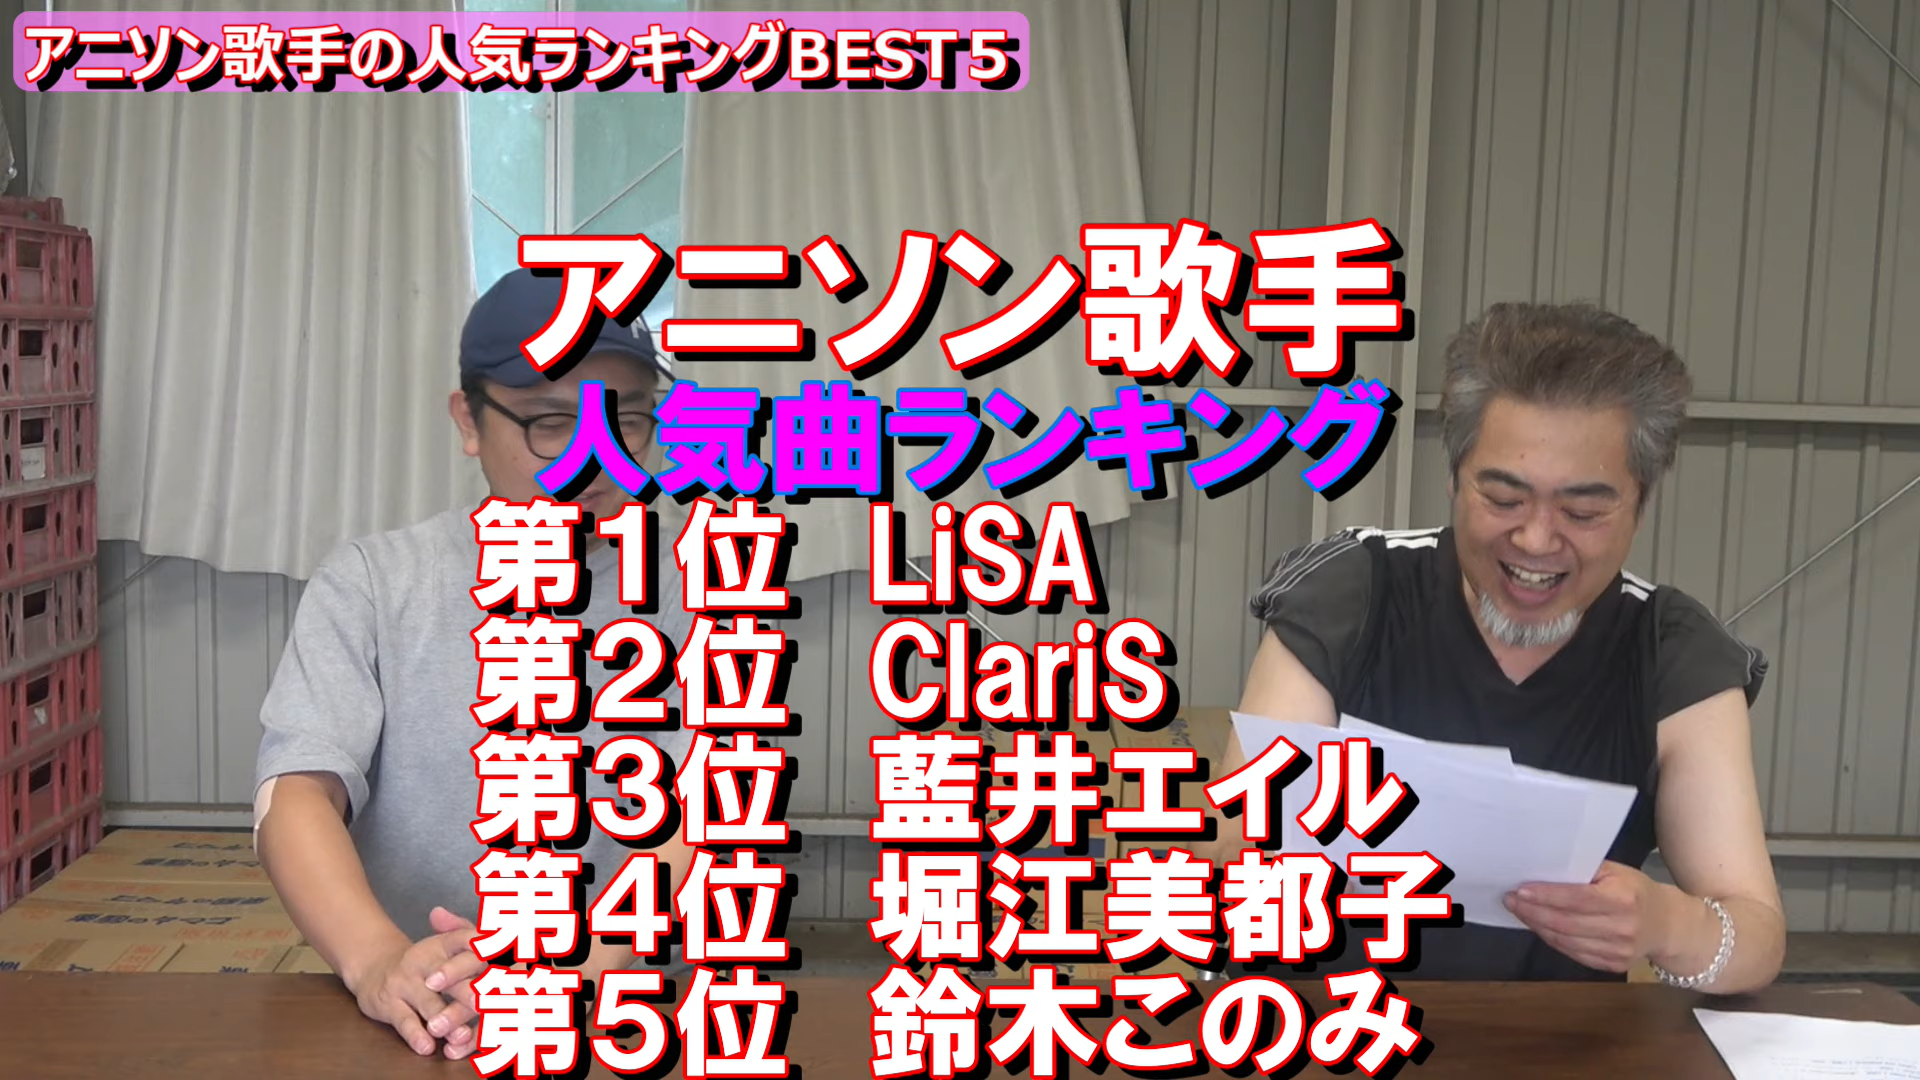 アニソン歌手の人気ランキングBEST5
アニソン歌手
人気曲ランキング
第1位 LiSA
第2位 ClariS
第3位 藍井エイル
第4位 堀江美都子
第5位 鈴木このみ